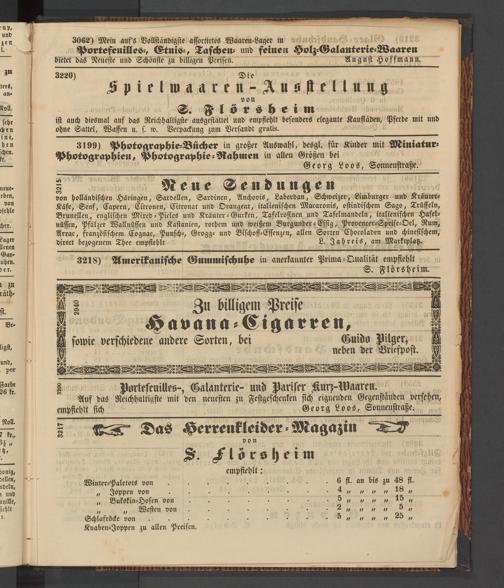 3062) Mein auf's Vollständigste assortirtes Waaren-Lager in
Portefeuilles-, Etuis-, Taschen- und feinen Holz-Galanterie-Waaren
bietet das Neueste und Schönste zu billigen Preisen. August Hoffmann.
3220) Die
Spielwaaren-Ausstellung
von
S. Flörsheim
ist auch diesmal auf das Reichhaltigste ausgestattet und empfiehlt besonders elegante Kaufläden, Pferde mit und
ohne Sattel, Waffen u. s. w. Verpackung zum Versandt gratis.
3199) Photographie-Bücher in großer Auswahl, desgl. für Kinder mit Miniatur-
Photographien, Photographie-Rahmen in allen Größen bei
Georg Loos, Sonnenstraße.
3215
Neue Sendungen
von holländischen Häringen, Sardellen, Sardinen, Anchovis, Laberdan, Schweizer, Limburger und Kräuter-
Käse, Senf, Capern, Citronen, Citronat und Orangeat, italienischen Macaronis, ostindischen Sago, Trüffeln,
Brunellen, englischen Mixed-Pickles und Kräuter-Gurken, Tafelrosinen und Tafelmandeln, italienischen Hasel-
nüssen, Pfälzer Wallnüssen und Kastanien, rothem und weißem Burgunder-Essig, Provencer-Speise-Oel, Rum,
Arrac, französischem Cognac, Punsch-, Grogg- und Bischoff-Essenzen, allen Sorten Chocoladen und chinesischem,
direct bezogenem Thee empfiehlt L. Jahreis, am Marktplatz.
3218) Amerikanische Gummischuhe in anerkannter Prima-Qualität empfiehlt
S. Flörsheim.
2940
Zu billigem Preise
Havana-Cigarren,
sowie verschiedene andere Sorten, bei Guido Pilger,
neben der Briefpost.
Portefeuilles-, Galanterie- und Pariser Kurz-Waaren.
Auf das Reichhaltigste mit den neuesten zu Festgeschenken sich eignenden Gegenständen versehen,
empfiehlt sich Georg Loos, Sonnenstraße.
3217
Das Herrenkleider-Magazin
von
S. Flörsheim
empfiehlt:
Winter-Paletots von . . . 6 fl. an bis zu 48 fl.
„ Joppen von . . . 4 „ „ „ „ 18 „
„ Buckskin-Hosen von . . . 5 „ „ „ „ 15 „
„ „ Westen von . . . 2 „ „ „ „ 5 „
Schlafröcke von . . . 5 „ „ „ „ 25 „
Knaben-Joppen zu allen Preisen.